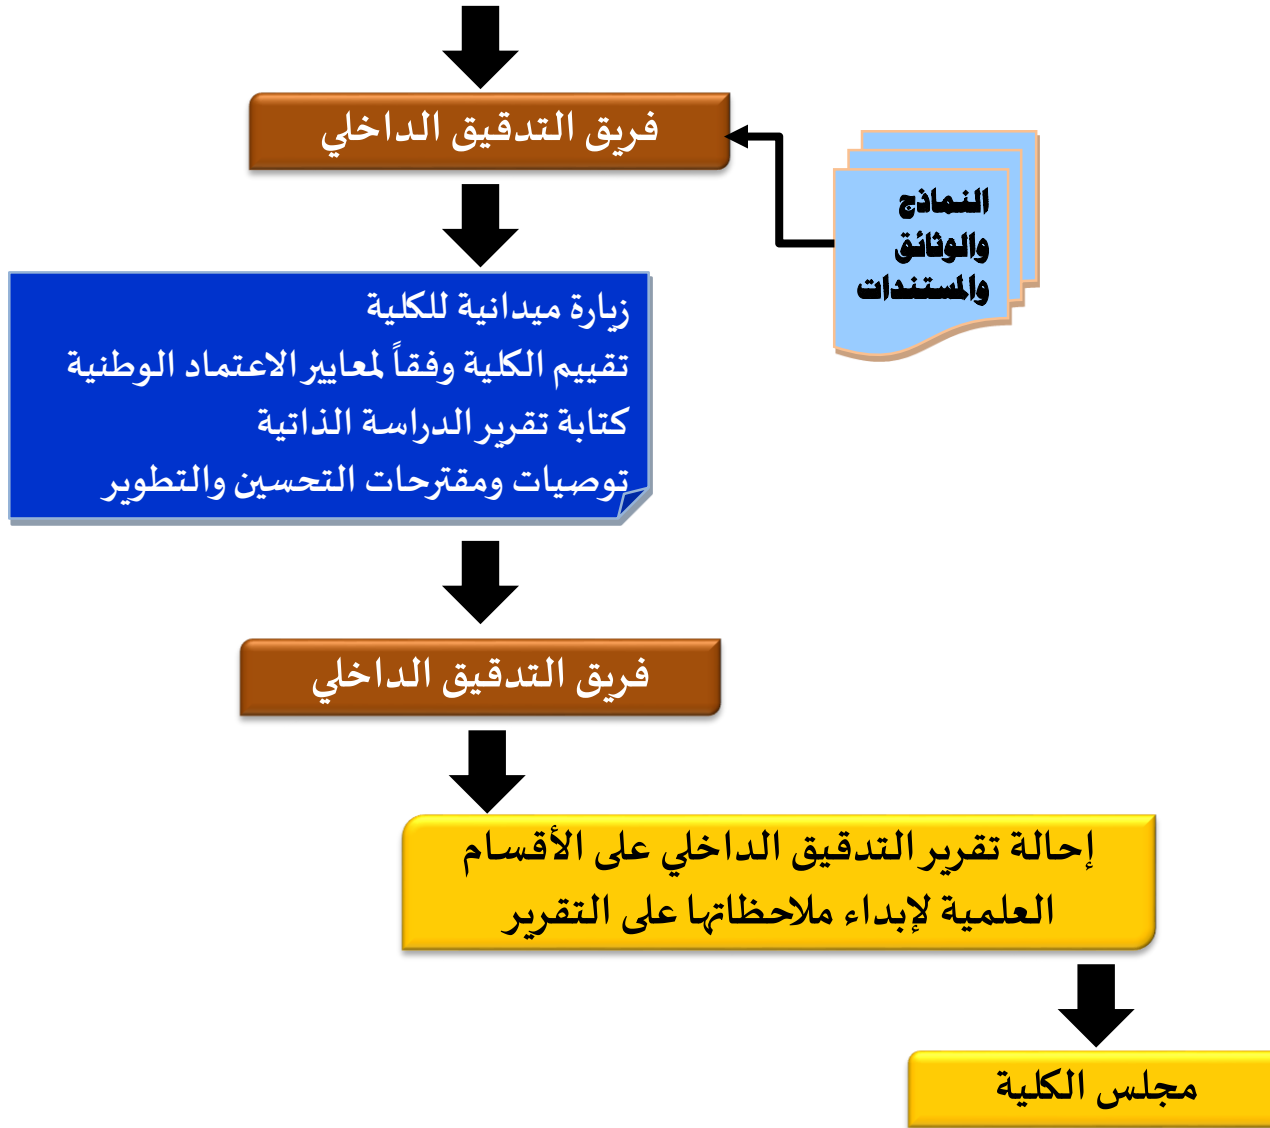 فريق التدقيق الداخلي
النماذج
والوثائق
والمستندات
زيارة ميدانية للكلية
تقييم الكلية وفقاً لمعايير الاعتماد الوطنية
كتابة تقرير الدراسة الذاتية
توصيات ومقترحات التحسين والتطوير
فريق التدقيق الداخلي
إحالة تقرير التدقيق الداخلي على الأقسام
العلمية لإبداء ملاحظاتها على التقرير
مجلس الكلية